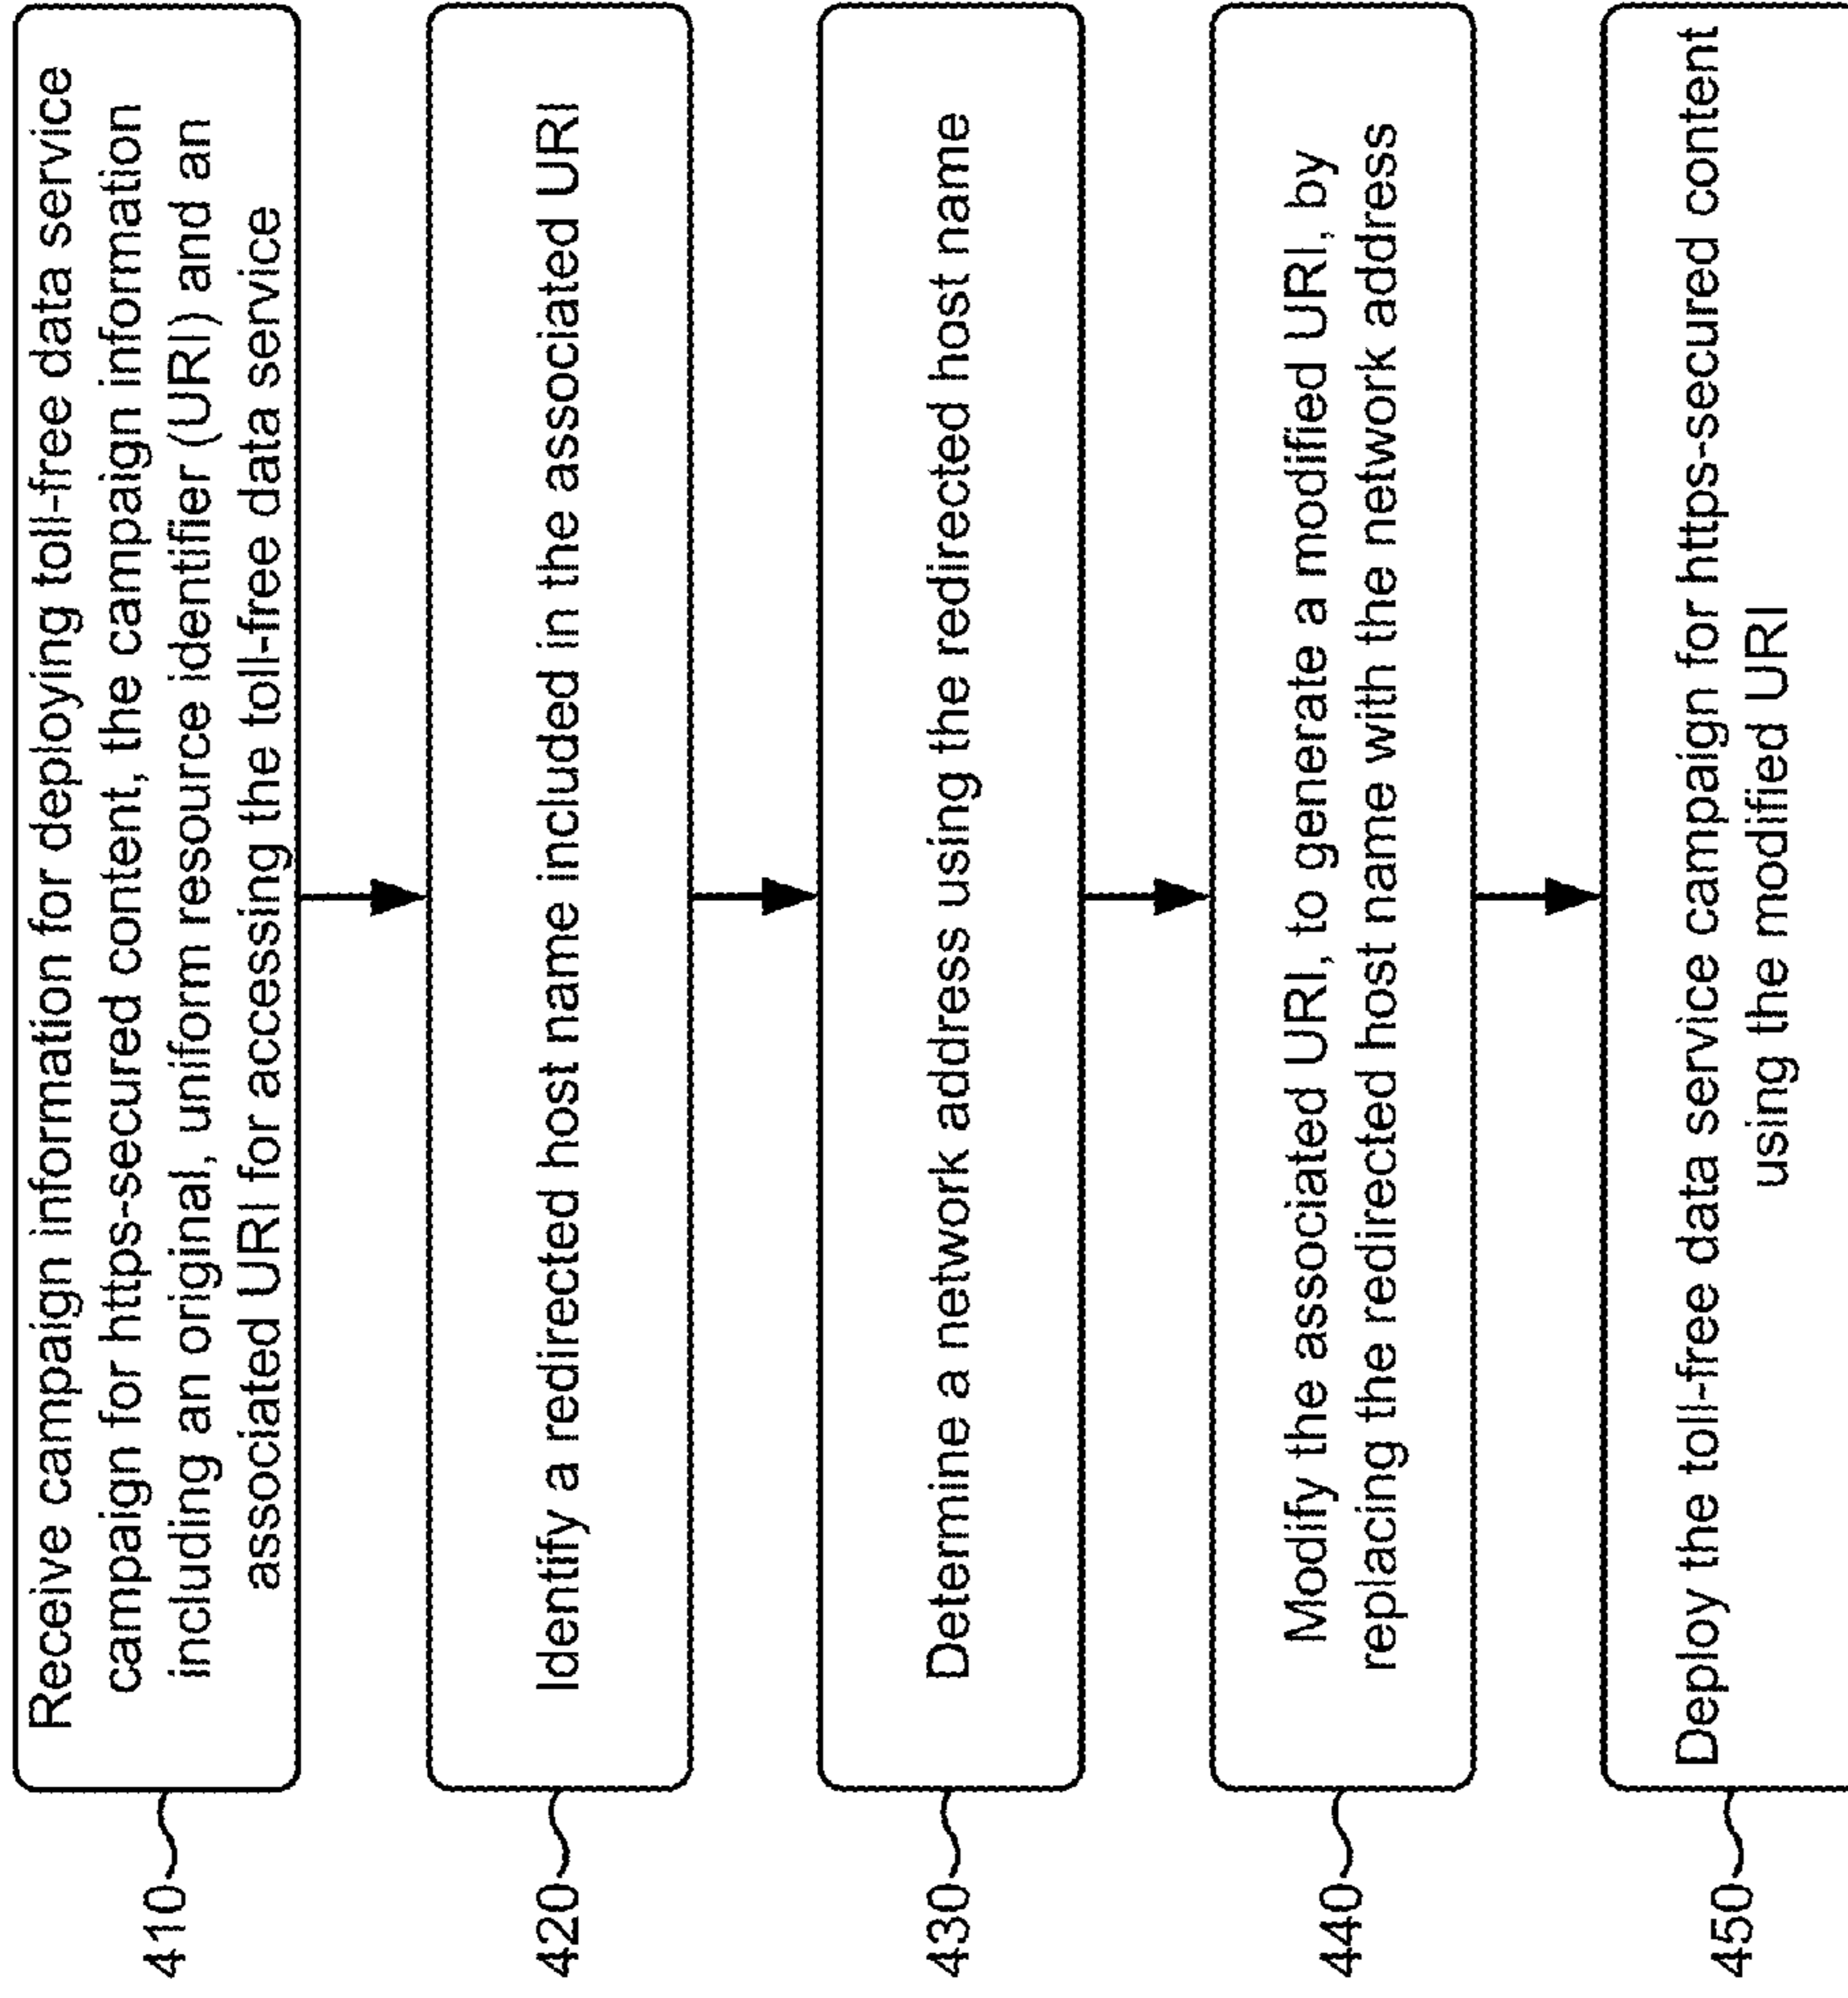 410
Receive campaign information for deploying toll-free data service
campaign for https-secured content, the campaign information
including an original, uniform resource identifier (URI) and an
associated URI for accessing the toll-free data service
420
Identify a redirected host name included in the associated URI
430
Determine a network address using the redirected host name
440
Modify the associated URI, to generate a modified URI, by
replacing the redirected host name with the network address
450
Deploy the toll-free data service campaign for https-secured content
using the modified URI